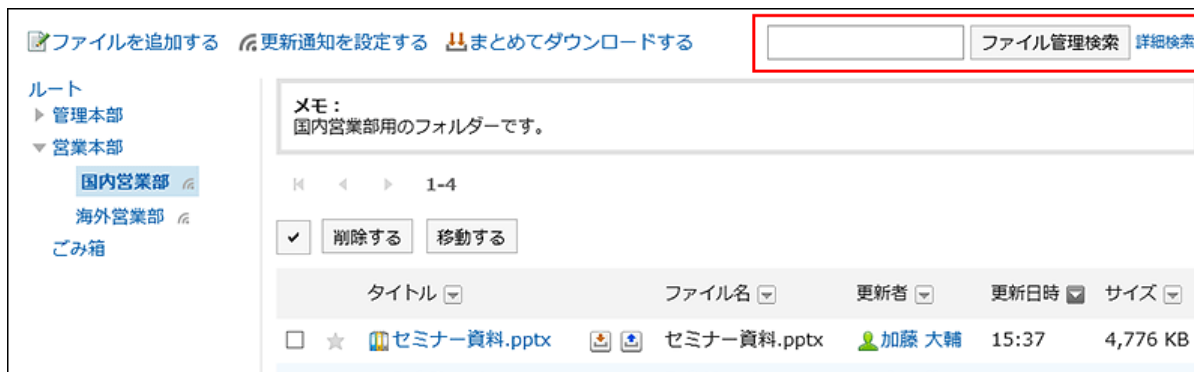 ファイルを追加する 更新通知を設定する まとめてダウンロードする ファイル管理検索 詳細検索
ルート
管理本部
営業本部
国内営業部
海外営業部
ごみ箱
メモ：
国内営業部用のフォルダーです。
1-4
削除する 移動する
タイトル ファイル名 更新者 更新日時 サイズ
セミナー資料.pptx セミナー資料.pptx 加藤 大輔 15:37 4,776 KB